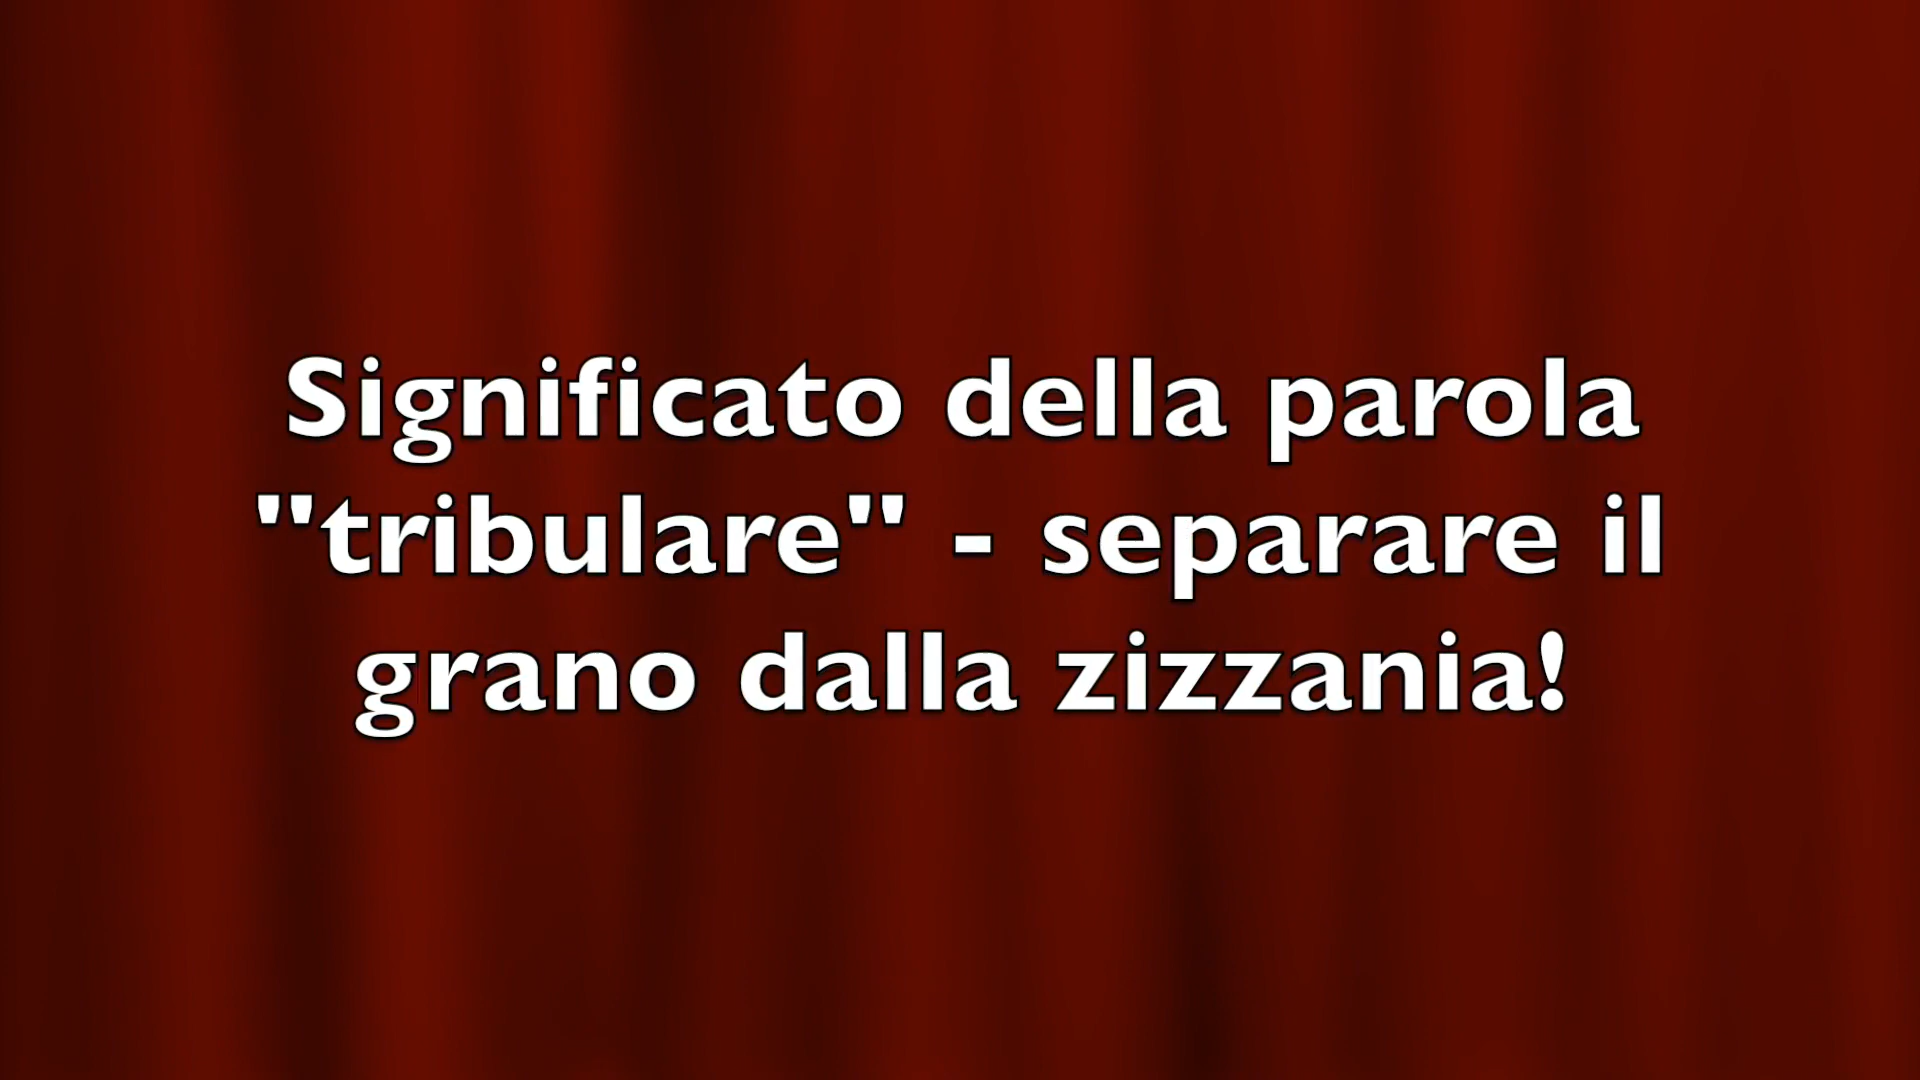 Significato della parola
"tribulare" - separare il
grano dalla zizzania!